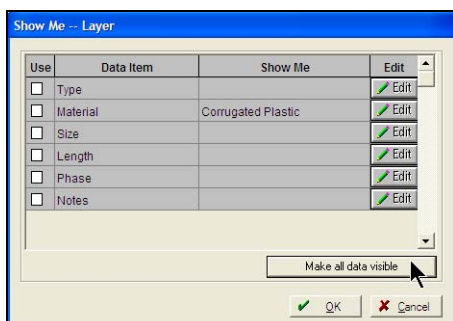 Show Me -- Layer
Use Data Item Show Me Edit
Type Edit
Material Corrugated Plastic Edit
Size Edit
Length Edit
Phase Edit
Notes Edit
Make all data visible
OK Cancel